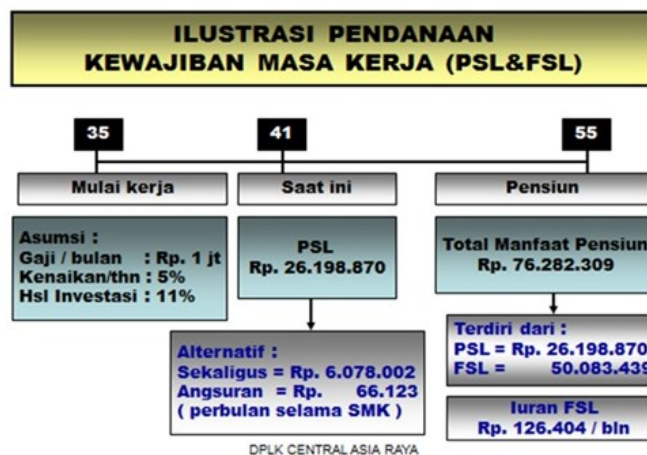 ILUSTRASI PENDANAAN
KEWAJIBAN MASA KERJA (PSL&FSL)
35
41
55
Mulai kerja
Saat ini
Pensiun
Asumsi :
Gaji / bulan : Rp. 1 jt
Kenaikan/thn : 5%
Hsl Investasi : 11%
PSL
Rp. 26.198.870
Total Manfaat Pensiun
Rp. 76.282.309
Alternatif :
Sekaligus = Rp. 6.078.002
Angsuran = Rp. 66.123
( perbulan selama SMK )
Terdiri dari :
PSL = Rp. 26.198.870
FSL = 50.083.439
Iuran FSL
Rp. 126.404 / bln
DPLK CENTRAL ASIA RAYA